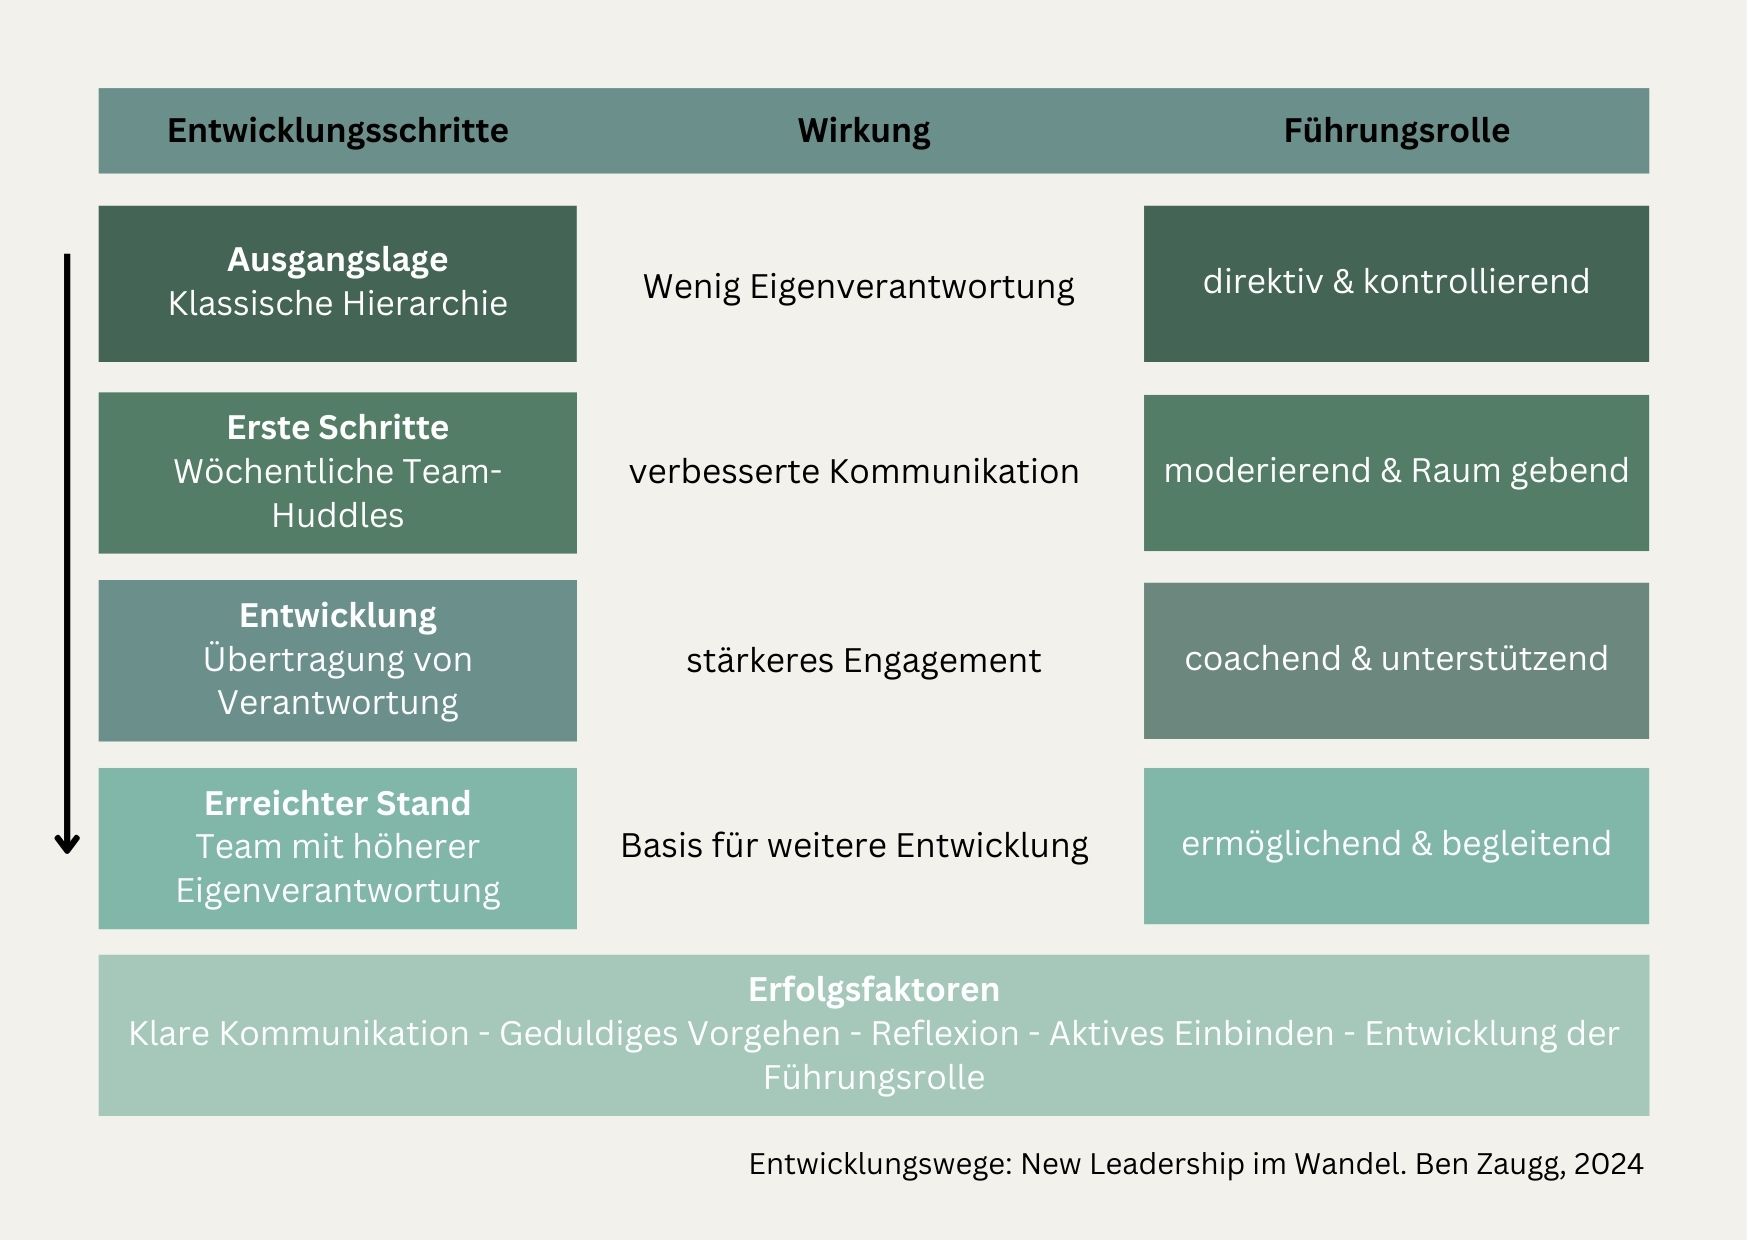 Entwicklungsschritte Wirkung Führungsrolle
Ausgangslage
Klassische Hierarchie
Wenig Eigenverantwortung
direktiv & kontrollierend
Erste Schritte
Wöchentliche Team-
Huddles
verbesserte Kommunikation
moderierend & Raum gebend
Entwicklung
Übertragung von
Verantwortung
stärkeres Engagement
coachend & unterstützend
Erreichter Stand
Team mit höherer
Eigenverantwortung
Basis für weitere Entwicklung
ermöglichend & begleitend
Erfolgsfaktoren
Klare Kommunikation - Geduldiges Vorgehen - Reflexion - Aktives Einbinden - Entwicklung der
Führungsrolle
Entwicklungswege: New Leadership im Wandel. Ben Zaugg, 2024